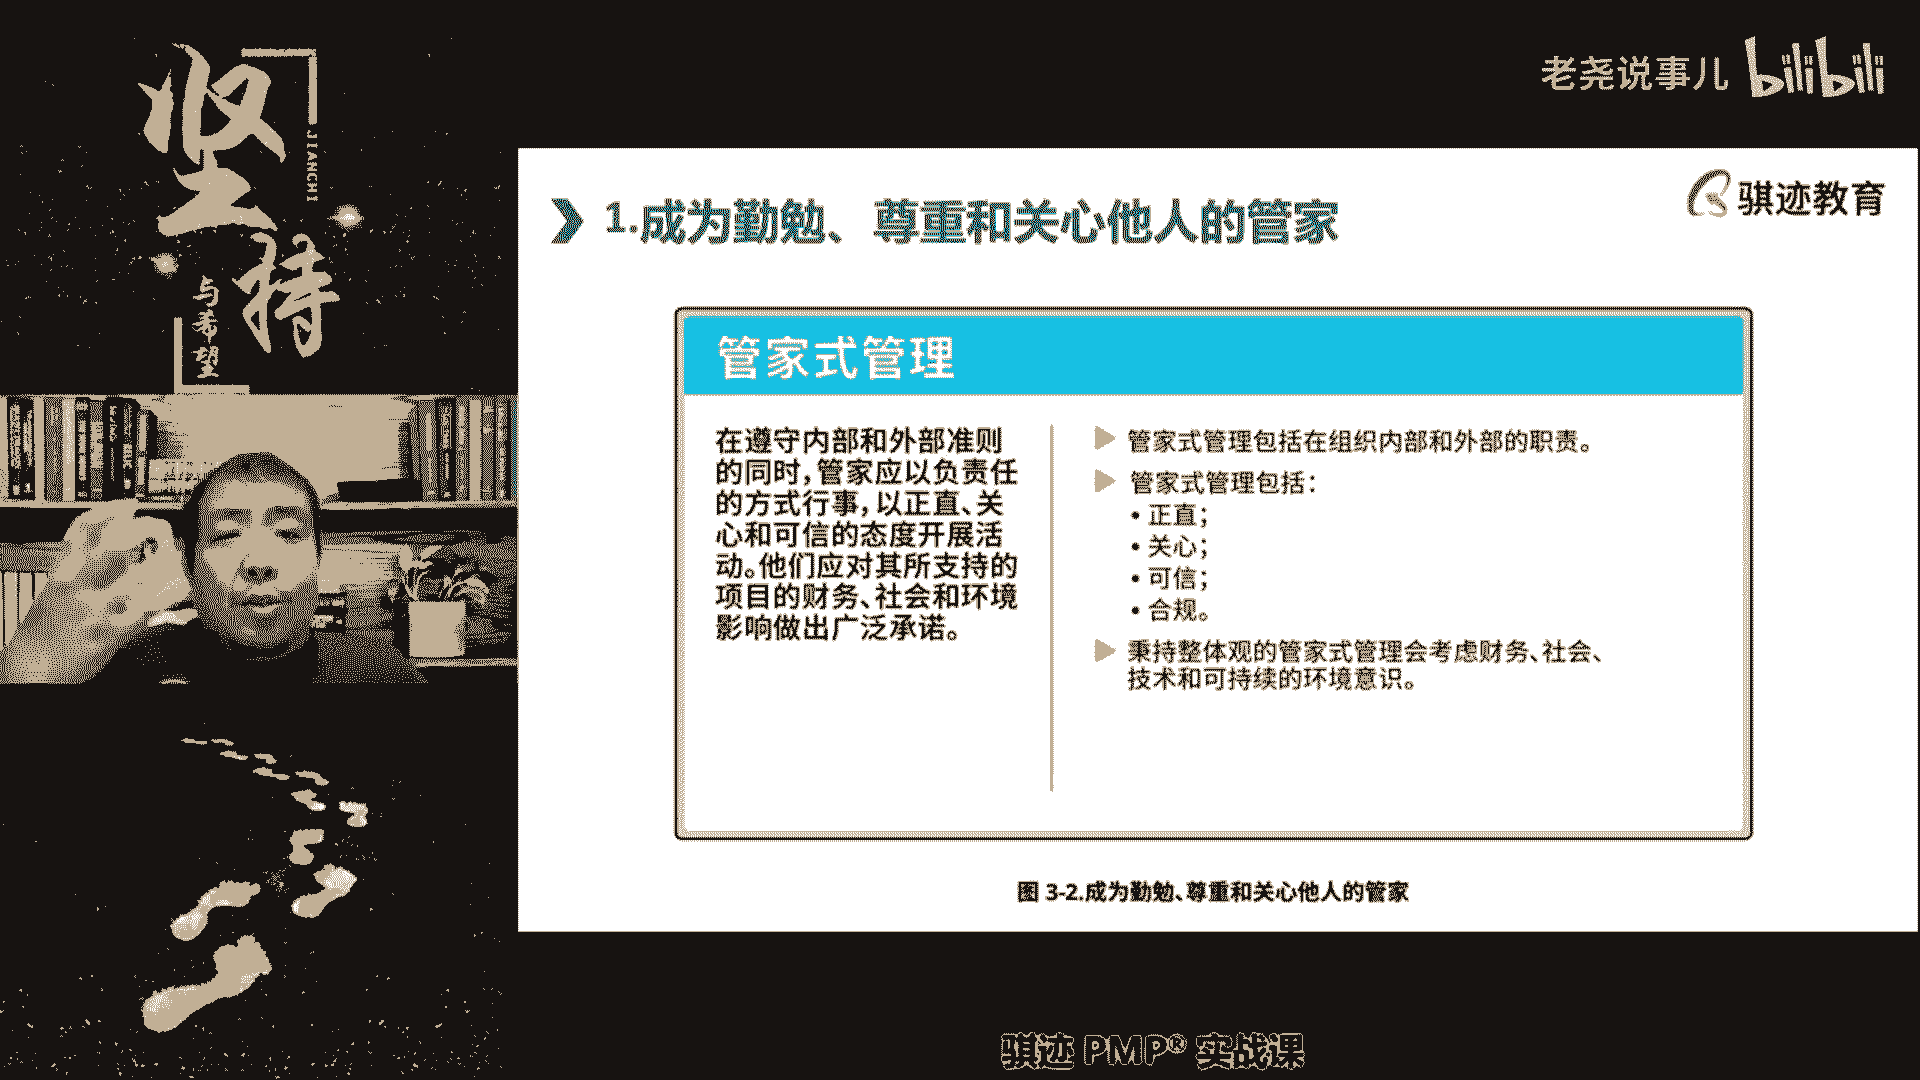 坚持
JIANCHI
与希望
老尧说事儿 bilibili
骐迹教育
1.成为勤勉、尊重和关心他人的管家
管家式管理
在遵守内部和外部准则
的同时,管家应以负责任
的方式行事,以正直、关
心和可信的态度开展活
动。他们应对其所支持的
项目的财务、社会和环境
影响做出广泛承诺。
管家式管理包括在组织内部和外部的职责。
管家式管理包括:
• 正直;
• 关心;
• 可信;
• 合规。
秉持整体观的管家式管理会考虑财务、社会、
技术和可持续的环境意识。
图 3-2.成为勤勉、尊重和关心他人的管家
骐迹 PMP® 实战课